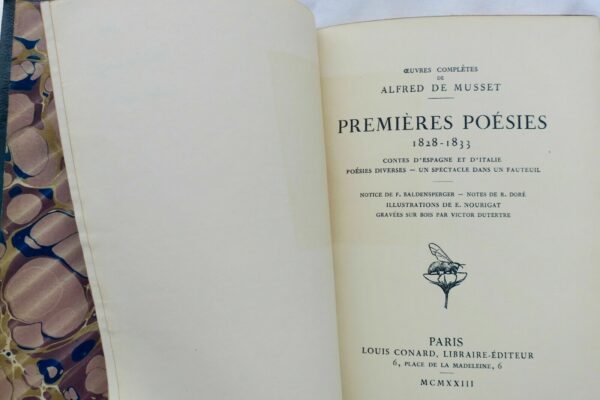 ŒUVRES COMPLÈTES
DE
ALFRED DE MUSSET
PREMIÈRES POÉSIES
1828-1833
CONTES D'ESPAGNE ET D'ITALIE
POÉSIES DIVERSES — UN SPECTACLE DANS UN FAUTEUIL
NOTICE DE F. BALDENSPERGER — NOTES DE R. DORÉ
ILLUSTRATIONS DE E. NOURIGAT
GRAVÉES SUR BOIS PAR VICTOR DUTERTRE
PARIS
LOUIS CONARD, LIBRAIRE-ÉDITEUR
6, PLACE DE LA MADELEINE, 6
MCMXXIII